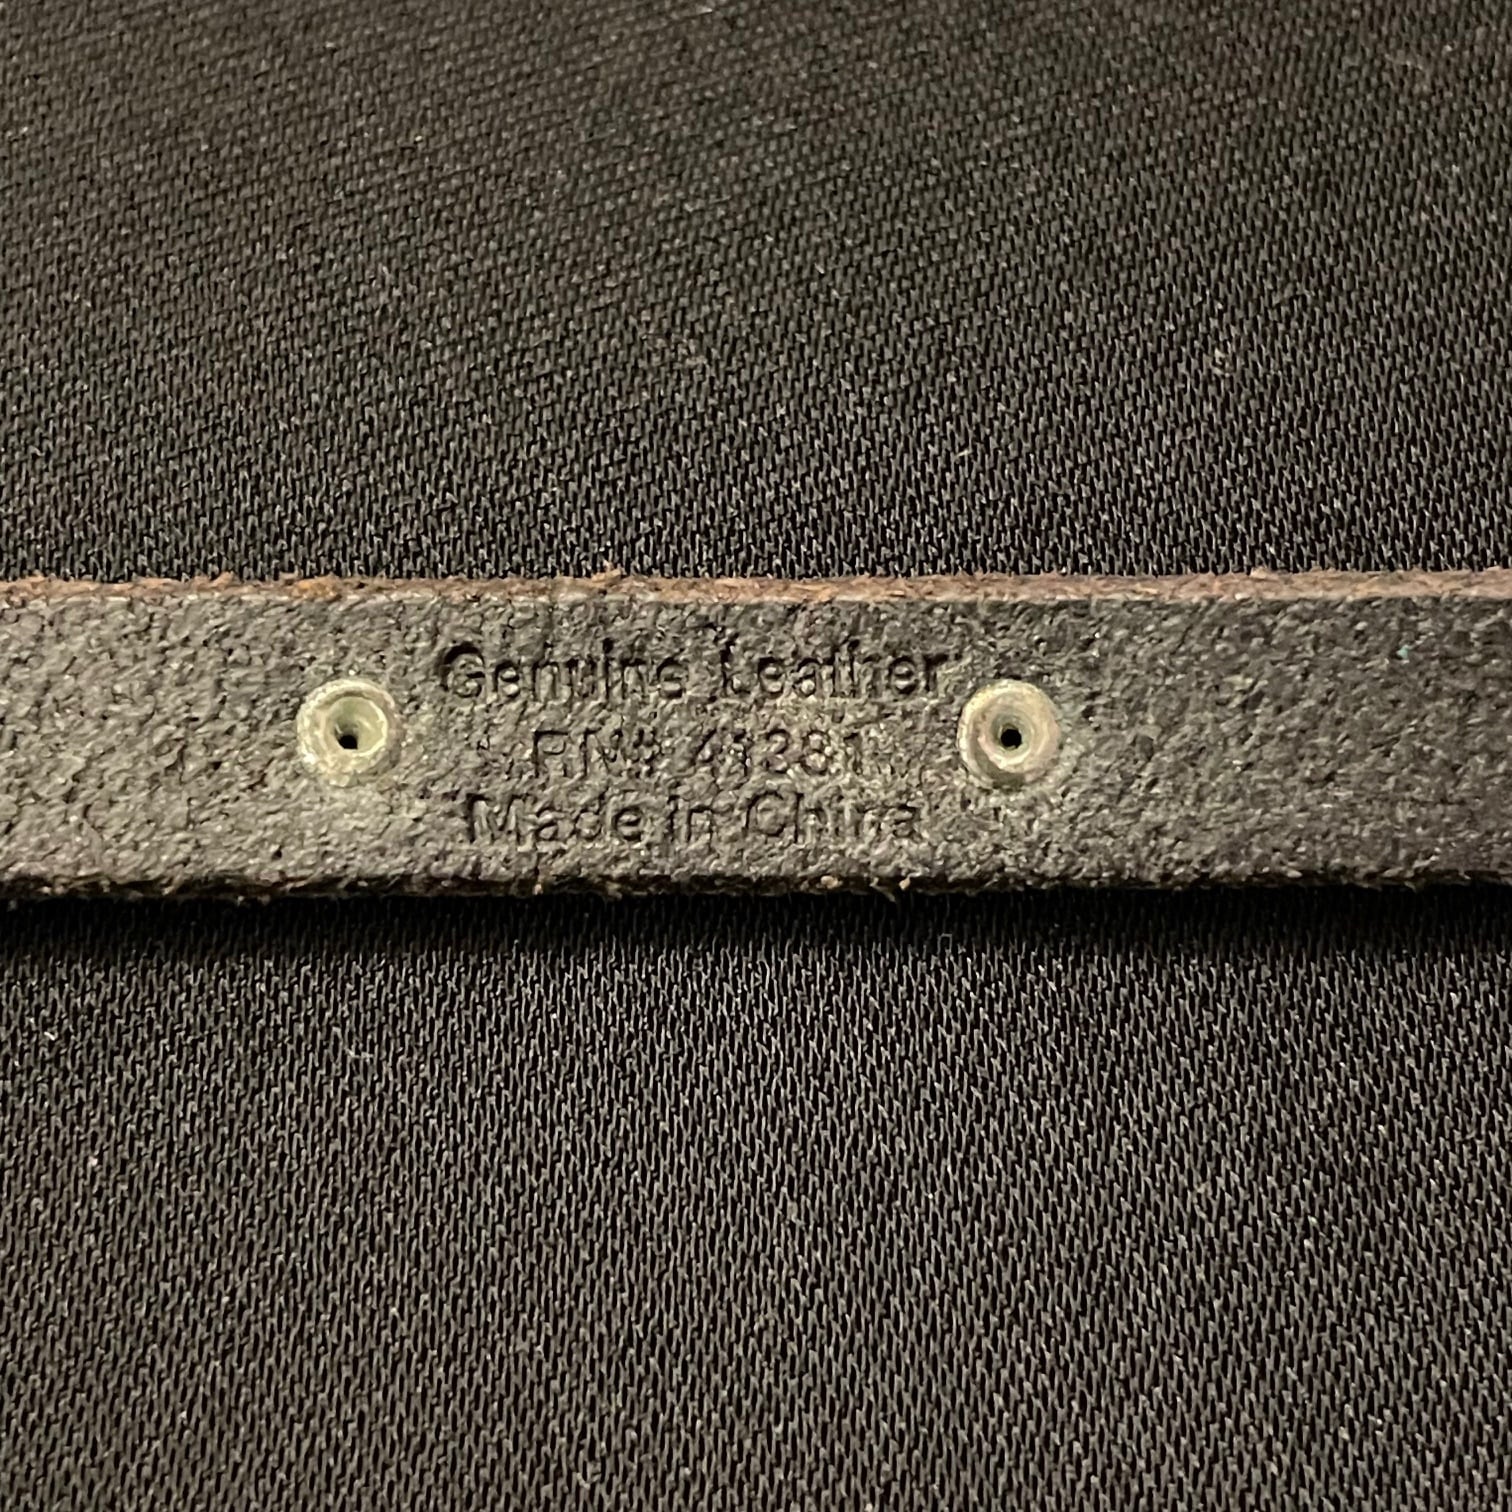 Genuine Leather
RN# 41381
Made in China